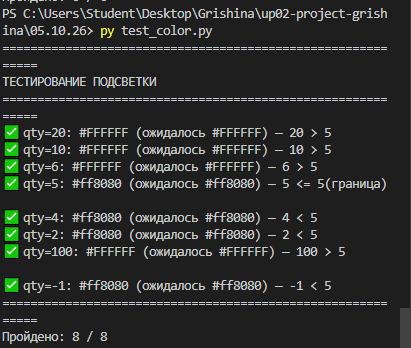 Пройдено: 8 / 8
PS C:\Users\Student\Desktop\Grishina\up02-project-grish
ina\05.10.26> py test_color.py
=======================================================
=====
ТЕСТИРОВАНИЕ ПОДСВЕТКИ
=======================================================
=====
✅ qty=20: #FFFFFF (ожидалось #FFFFFF) — 20 > 5
✅ qty=10: #FFFFFF (ожидалось #FFFFFF) — 10 > 5
✅ qty=6: #FFFFFF (ожидалось #FFFFFF) — 6 > 5
✅ qty=5: #ff8080 (ожидалось #ff8080) — 5 <= 5(граница)
✅ qty=4: #ff8080 (ожидалось #ff8080) — 4 < 5
✅ qty=2: #ff8080 (ожидалось #ff8080) — 2 < 5
✅ qty=100: #FFFFFF (ожидалось #FFFFFF) — 100 > 5
✅ qty=-1: #ff8080 (ожидалось #ff8080) — -1 < 5
=======================================================
=====
Пройдено: 8 / 8